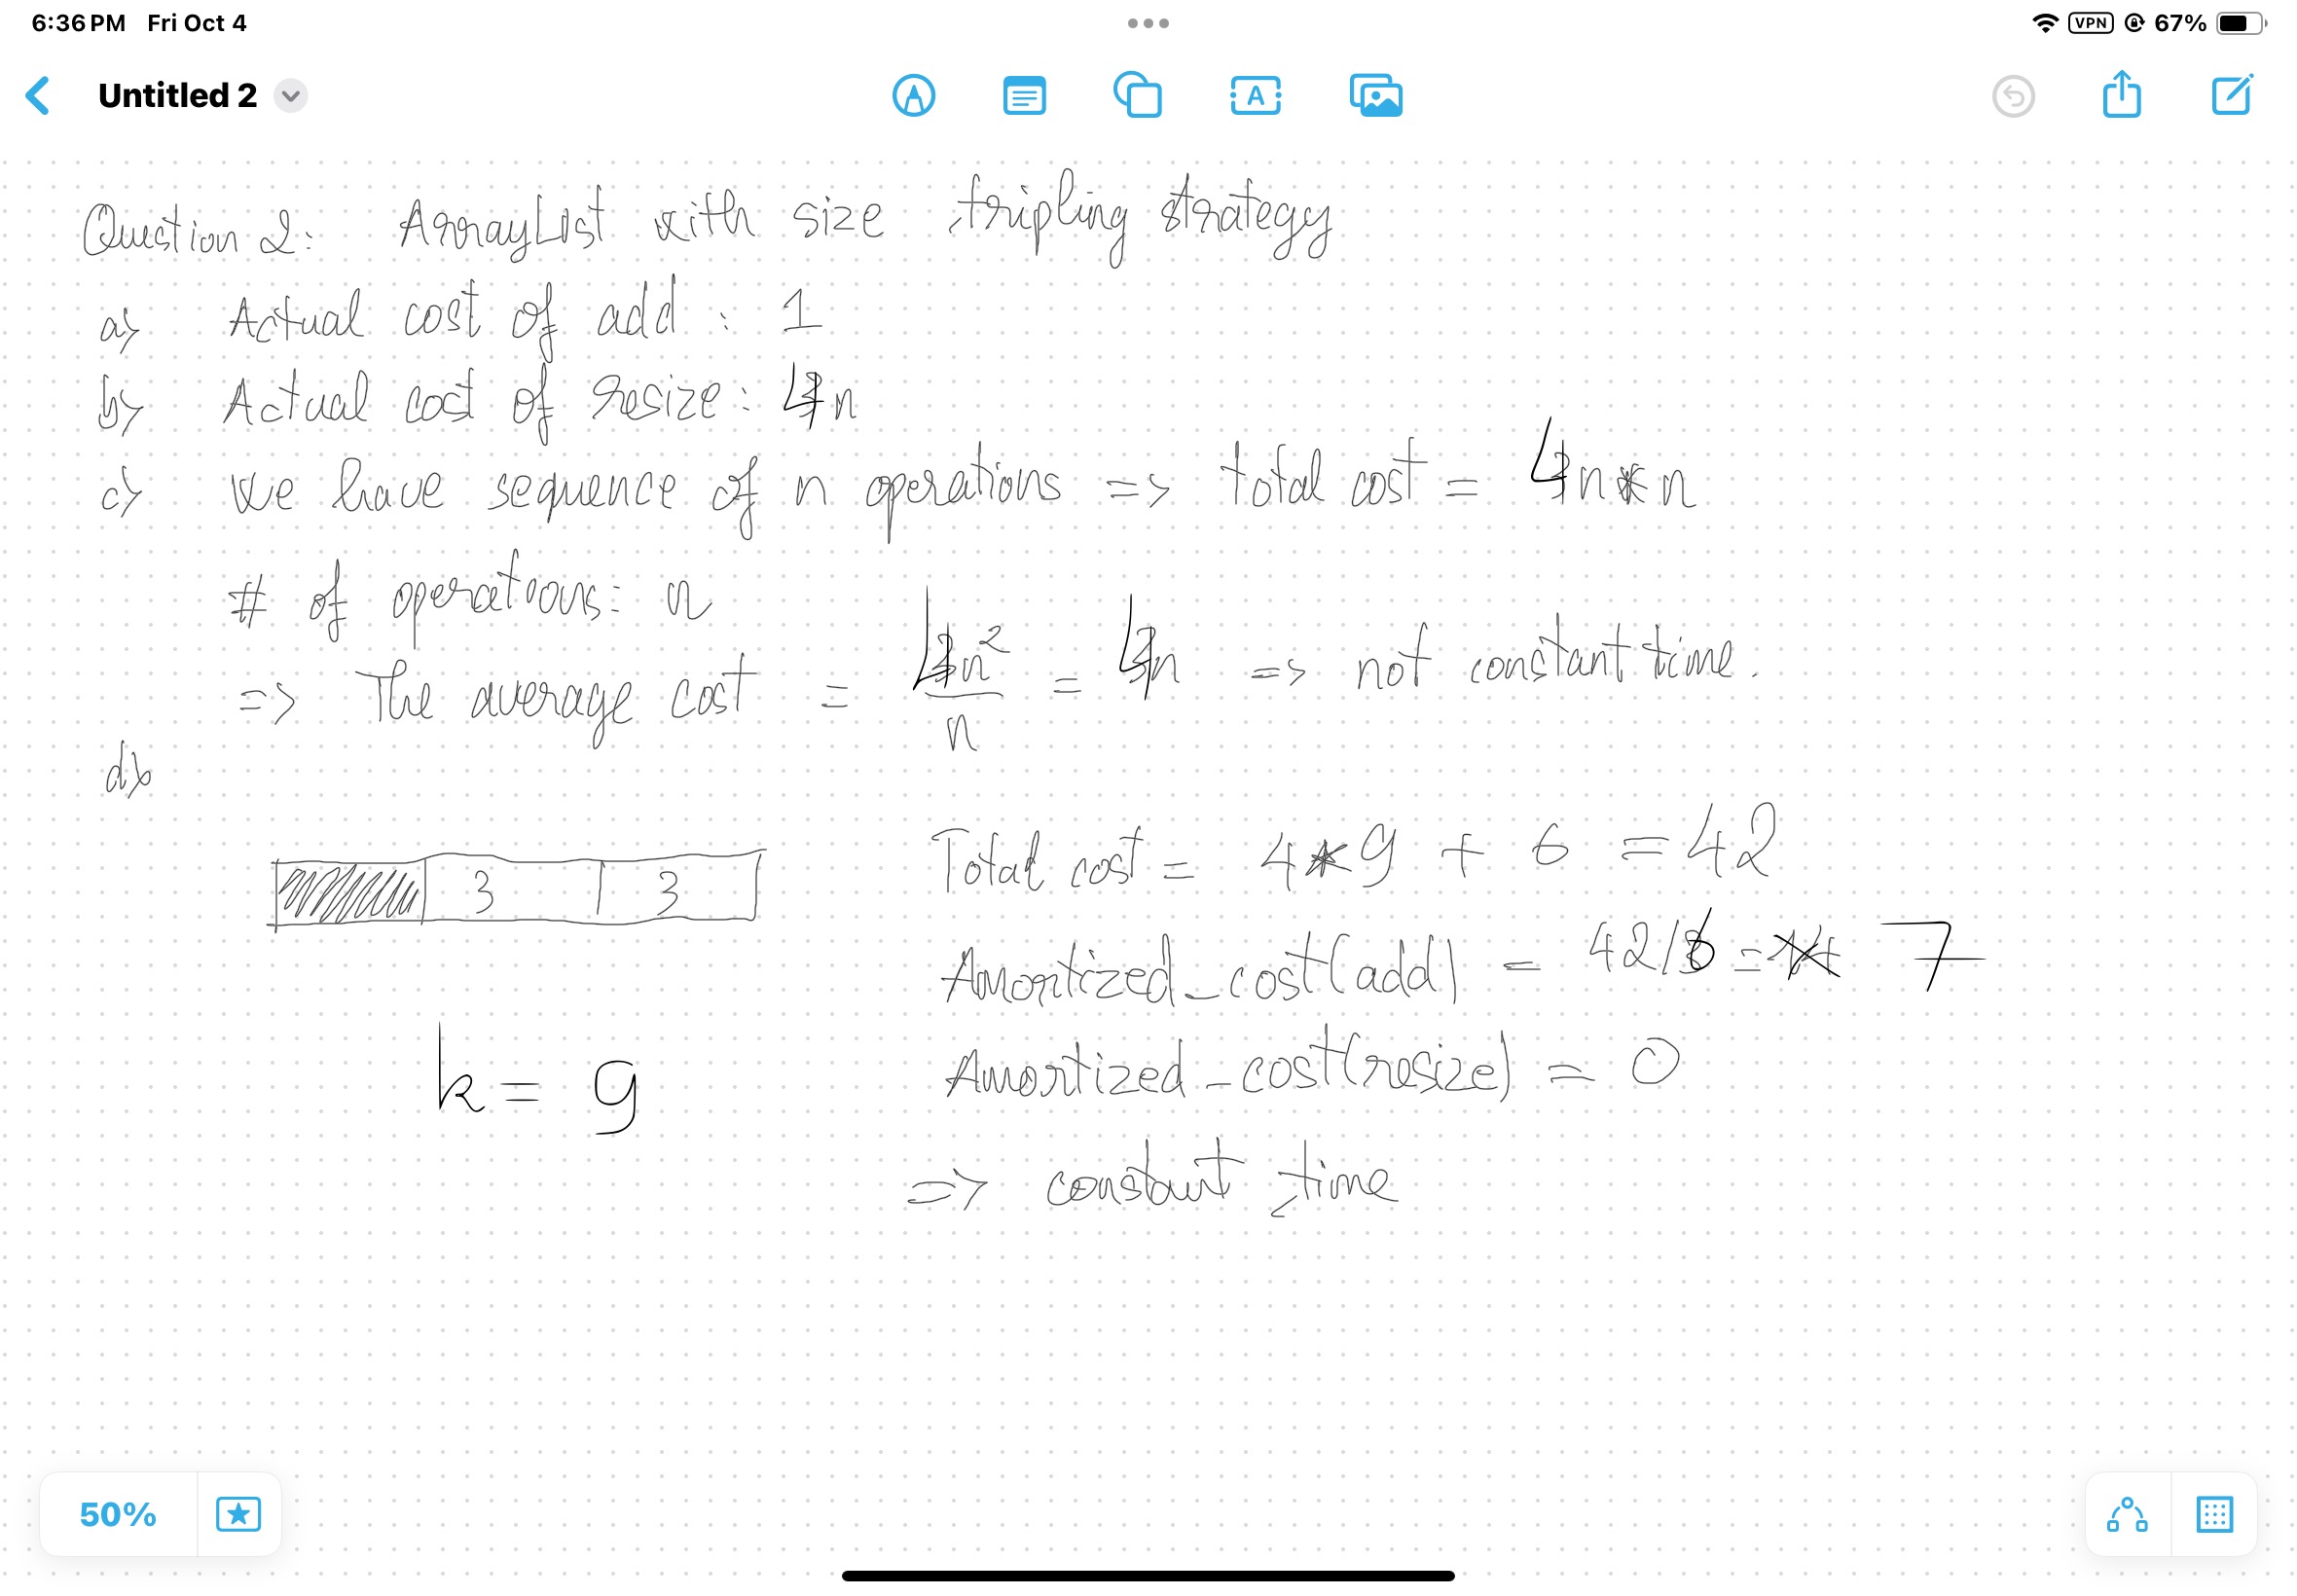 6:36 PM Fri Oct 4
VPN 67%
Untitled 2
A
Question 2: ArrayList with size tripling strategy
a) Actual cost of add : 1
b) Actual cost of resize : 4n
c) We have sequence of n operations => total cost = 4n * n
# of operations: n
=> The average cost = 4n² / n = 4n => not constant time.
d)
3 3
k = 9
Total cost = 4 * 9 + 6 = 42
Amortized_cost(add) = 42/6 = 7
Amortized_cost(resize) = 0
=> constant time
50%